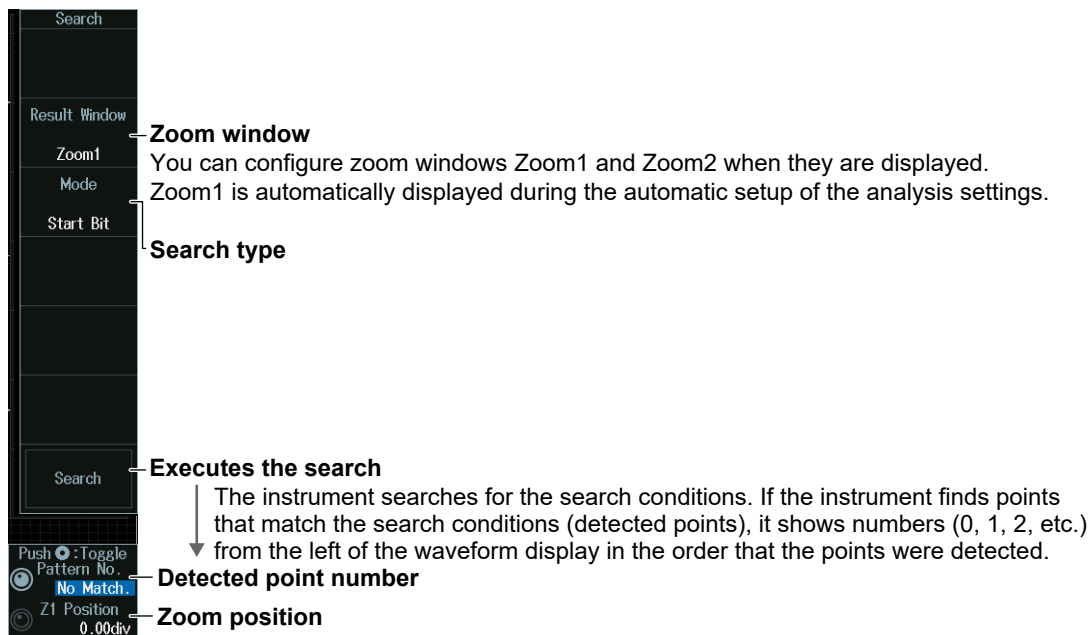 Search
Result Window
Zoom1
Zoom window
You can configure zoom windows Zoom1 and Zoom2 when they are displayed.
Zoom1 is automatically displayed during the automatic setup of the analysis settings.
Mode
Start Bit
Search type
Search
Executes the search
The instrument searches for the search conditions. If the instrument finds points
that match the search conditions (detected points), it shows numbers (0, 1, 2, etc.)
from the left of the waveform display in the order that the points were detected.
Push :Toggle
Pattern No.
No Match.
Detected point number
Z1 Position
0.00div
Zoom position